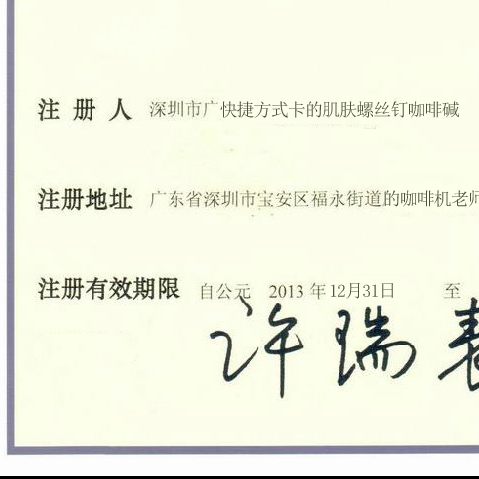 注册人 深圳市广快捷方式卡的肌肤螺丝钉咖啡碱
注册地址 广东省深圳市宝安区福永街道的咖啡机老师
注册有效期限 自公元 2013 年12月31日 至
许瑞